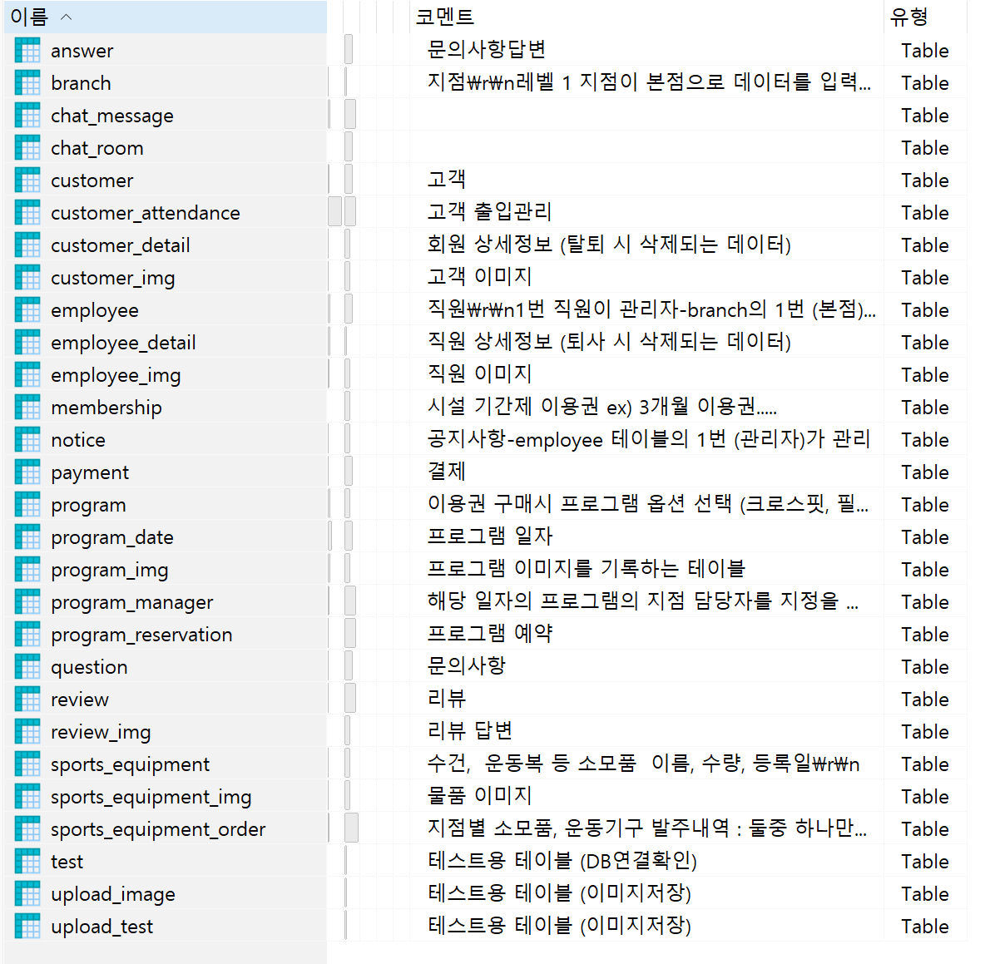 이름 코멘트 유형
answer 문의사항답변 Table
branch 지점₩r₩n레벨 1 지점이 본점으로 데이터를 입력... Table
chat_message Table
chat_room Table
customer 고객 Table
customer_attendance 고객 출입관리 Table
customer_detail 회원 상세정보 (탈퇴 시 삭제되는 데이터) Table
customer_img 고객 이미지 Table
employee 직원₩r₩n1번 직원이 관리자-branch의 1번 (본점)... Table
employee_detail 직원 상세정보 (퇴사 시 삭제되는 데이터) Table
employee_img 직원 이미지 Table
membership 시설 기간제 이용권 ex) 3개월 이용권..... Table
notice 공지사항-employee 테이블의 1번 (관리자)가 관리 Table
payment 결제 Table
program 이용권 구매시 프로그램 옵션 선택 (크로스핏, 필... Table
program_date 프로그램 일자 Table
program_img 프로그램 이미지를 기록하는 테이블 Table
program_manager 해당 일자의 프로그램의 지점 담당자를 지정을 ... Table
program_reservation 프로그램 예약 Table
question 문의사항 Table
review 리뷰 Table
review_img 리뷰 답변 Table
sports_equipment 수건,  운동복 등 소모품  이름, 수량, 등록일₩r₩n Table
sports_equipment_img 물품 이미지 Table
sports_equipment_order 지점별 소모품, 운동기구 발주내역 : 둘중 하나만... Table
test 테스트용 테이블 (DB연결확인) Table
upload_image 테스트용 테이블 (이미지저장) Table
upload_test 테스트용 테이블 (이미지저장) Table